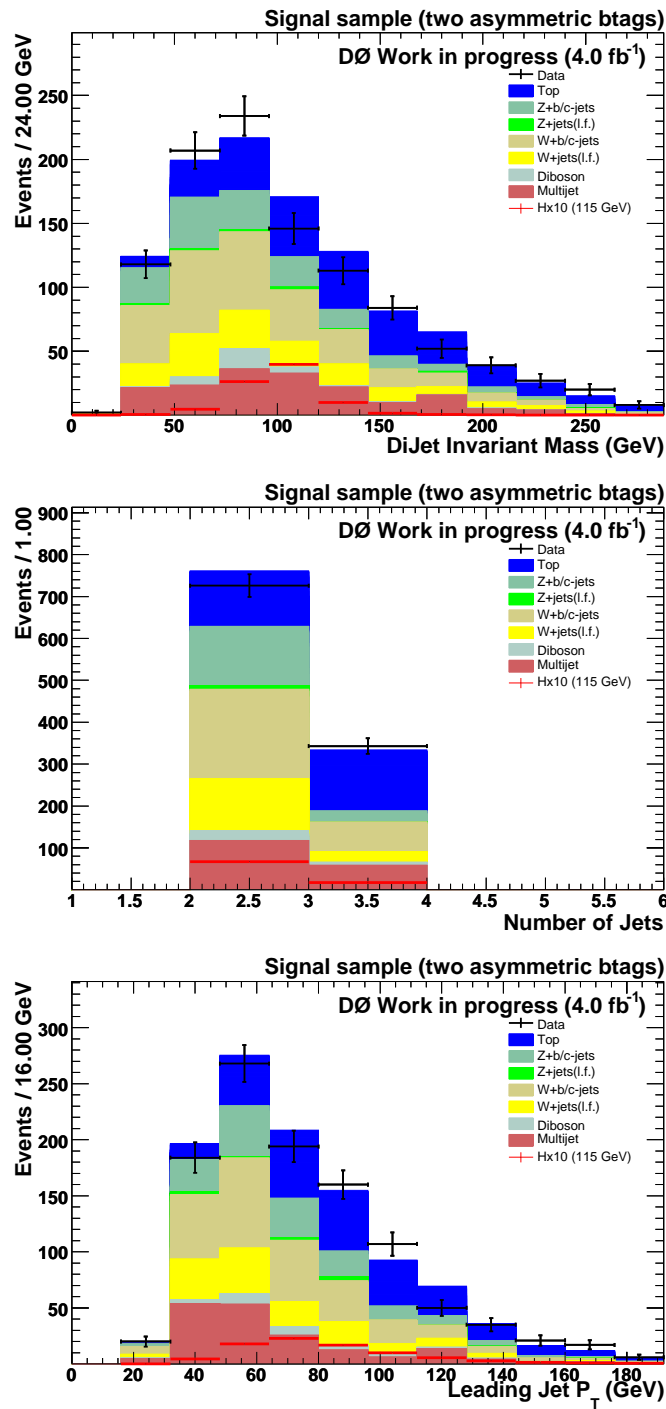 Signal sample (two asymmetric btags)
Events / 24.00 GeV
DØ Work in progress (4.0 fb⁻¹)
Data
Top
Z+b/c-jets
Z+jets(l.f.)
W+b/c-jets
W+jets(l.f.)
Diboson
Multijet
Hx10 (115 GeV)
250
200
150
100
50
0 50 100 150 200 250
DiJet Invariant Mass (GeV)
Signal sample (two asymmetric btags)
Events / 1.00
DØ Work in progress (4.0 fb⁻¹)
Data
Top
Z+b/c-jets
Z+jets(l.f.)
W+b/c-jets
W+jets(l.f.)
Diboson
Multijet
Hx10 (115 GeV)
900
800
700
600
500
400
300
200
100
1 1.5 2 2.5 3 3.5 4 4.5 5 5.5 6
Number of Jets
Signal sample (two asymmetric btags)
Events / 16.00 GeV
DØ Work in progress (4.0 fb⁻¹)
Data
Top
Z+b/c-jets
Z+jets(l.f.)
W+b/c-jets
W+jets(l.f.)
Diboson
Multijet
Hx10 (115 GeV)
300
250
200
150
100
50
0 20 40 60 80 100 120 140 160 180
Leading Jet P_T (GeV)